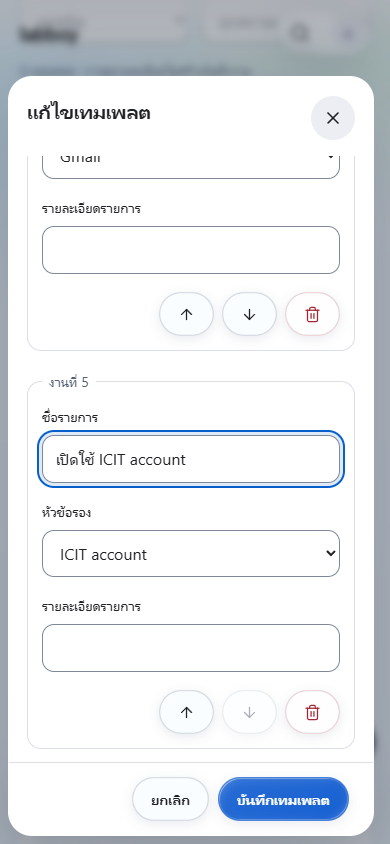 แก้ไขเทมเพลต
Gmail
รายละเอียดรายการ
งานที่ 5
ชื่อรายการ
เปิดใช้ ICIT account
หัวข้อรอง
ICIT account
รายละเอียดรายการ
ยกเลิก
บันทึกเทมเพลต